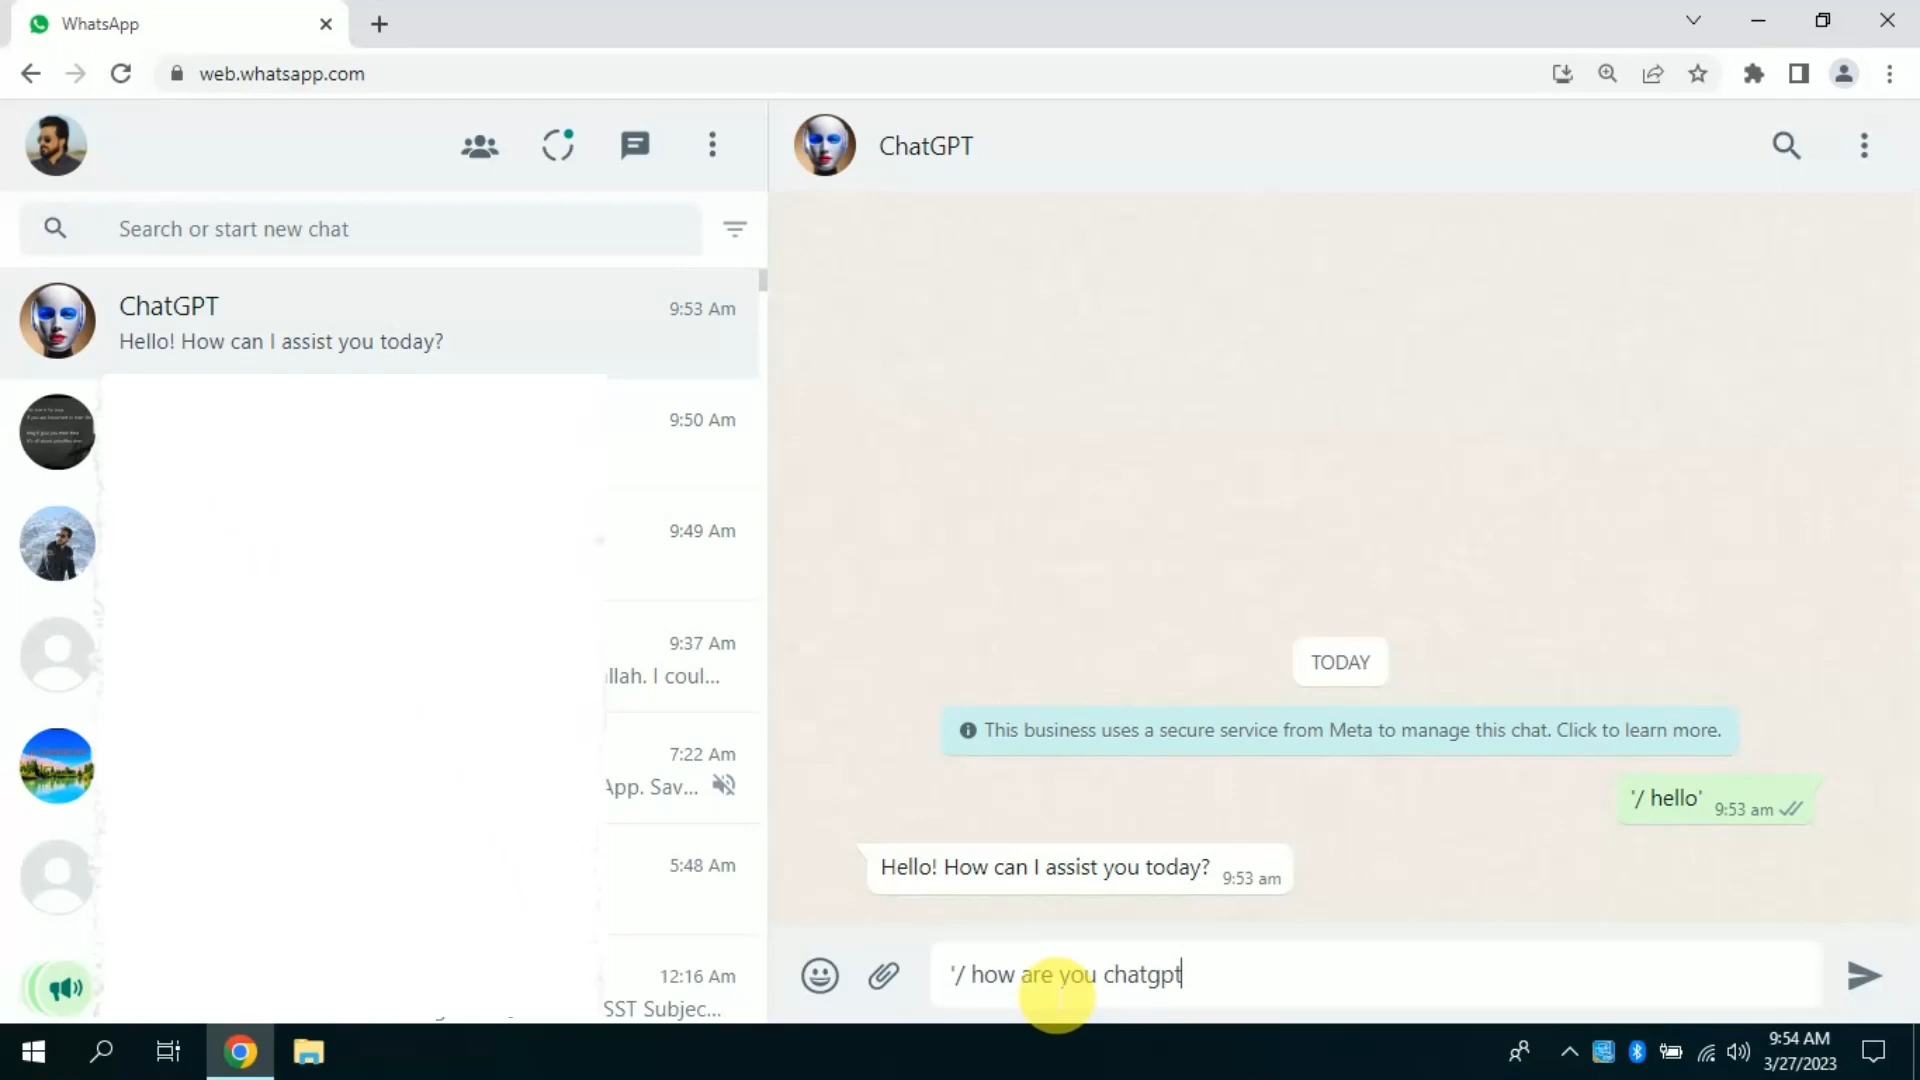 WhatsApp
web.whatsapp.com
ChatGPT
Search or start new chat
ChatGPT
9:53 Am
Hello! How can I assist you today?
9:50 Am
9:49 Am
9:37 Am
llah. I coul...
7:22 Am
App. Sav...
5:48 Am
12:16 Am
SST Subjec...
TODAY
This business uses a secure service from Meta to manage this chat. Click to learn more.
'/ hello' 9:53 am
Hello! How can I assist you today? 9:53 am
'/ how are you chatgpt
9:54 AM
3/27/2023